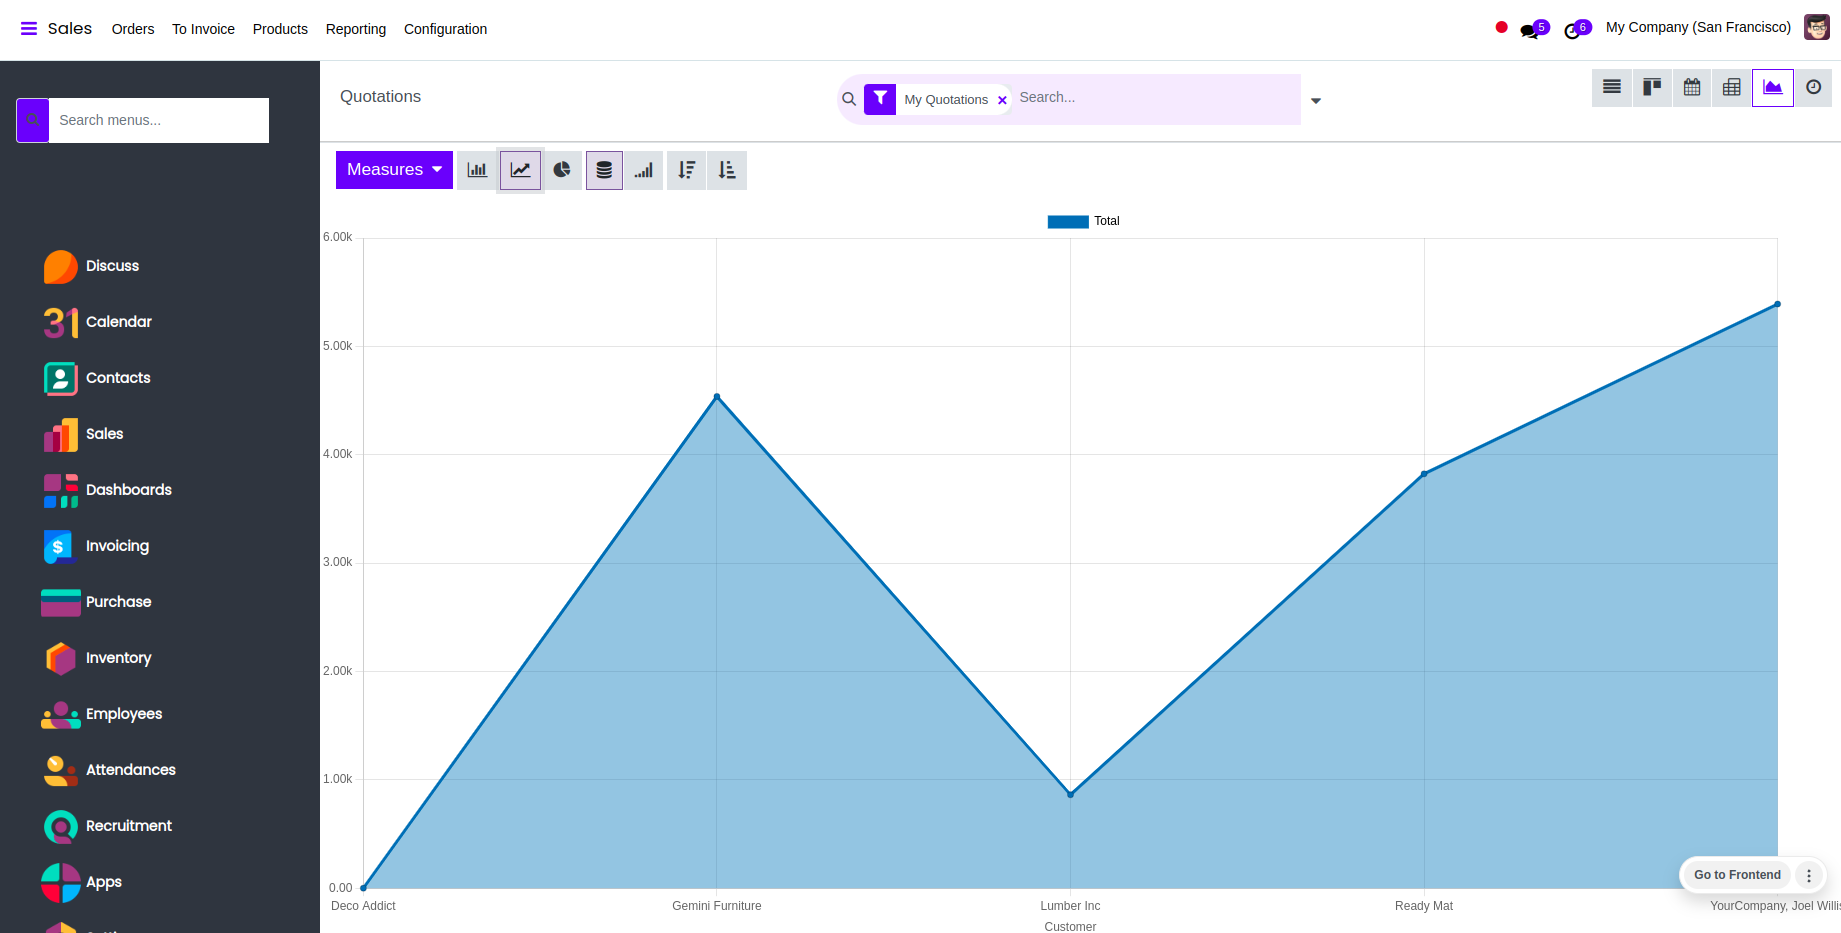 Sales Orders To Invoice Products Reporting Configuration 5 6 My Company (San Francisco)
Search menus...
Quotations My Quotations × Search...
Measures
Total
Discuss
31 Calendar
Contacts
Sales
Dashboards
$ Invoicing
Purchase
Inventory
Employees
Attendances
Recruitment
Apps
6.00k
5.00k
4.00k
3.00k
2.00k
1.00k
0.00
Deco Addict Gemini Furniture Lumber Inc Ready Mat YourCompany, Joel Willis
Customer
Go to Frontend